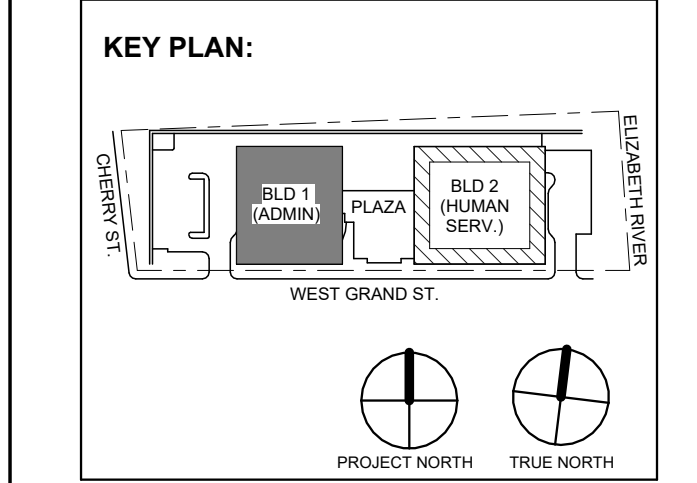 KEY PLAN:
CHERRY ST.
BLD 1
(ADMIN)
PLAZA
BLD 2
(HUMAN
SERV.)
ELIZABETH RIVER
WEST GRAND ST.
PROJECT NORTH
TRUE NORTH